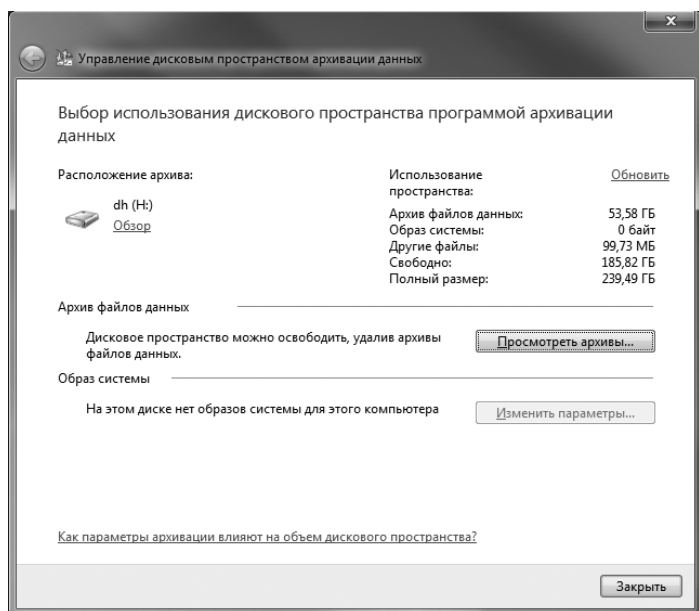 Управление дисковым пространством архивации данных
Выбор использования дискового пространства программой архивации
данных
Расположение архива:
dh (H:)
Обзор
Использование
пространства:
Обновить
Архив файлов данных: 53,58 ГБ
Образ системы: 0 байт
Другие файлы: 99,73 МБ
Свободно: 185,82 ГБ
Полный размер: 239,49 ГБ
Архив файлов данных
Дисковое пространство можно освободить, удалив архивы
файлов данных.
Просмотреть архивы...
Образ системы
На этом диске нет образов системы для этого компьютера
Изменить параметры...
Как параметры архивации влияют на объем дискового пространства?
Закрыть